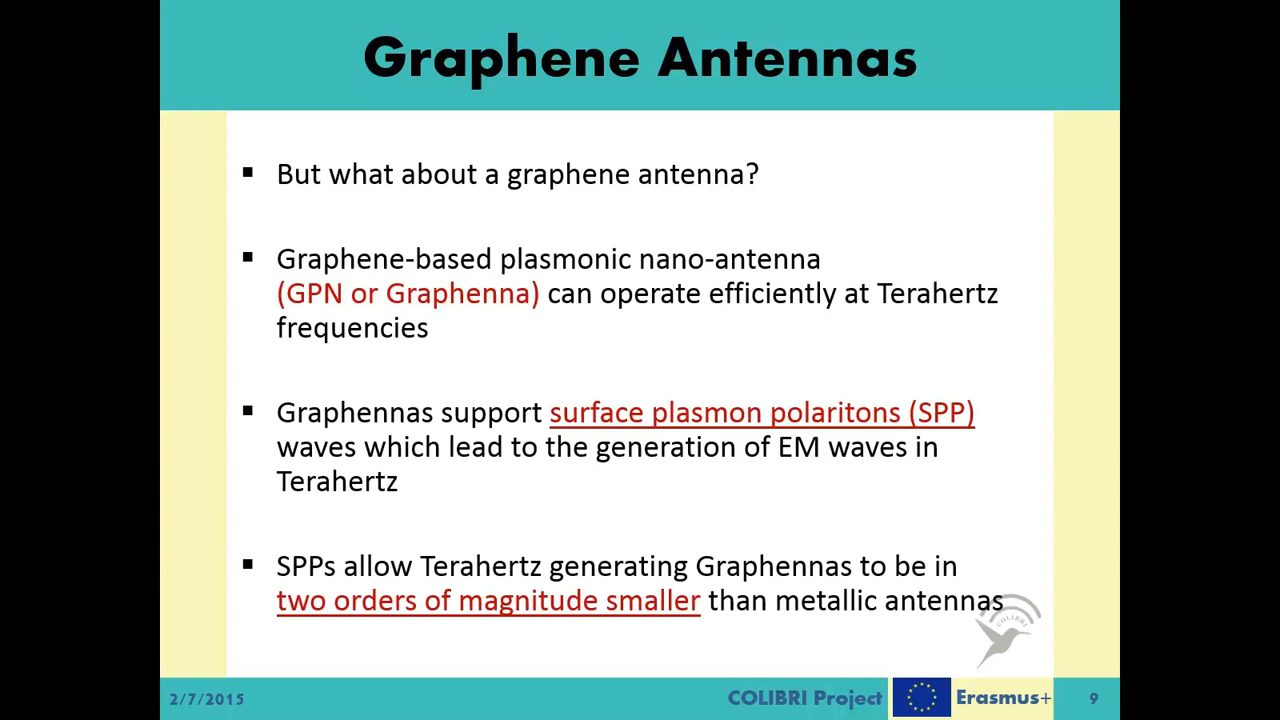 Graphene Antennas
▪ But what about a graphene antenna?
▪ Graphene-based plasmonic nano-antenna
(GPN or Graphenna) can operate efficiently at Terahertz
frequencies
▪ Graphennas support surface plasmon polaritons (SPP)
waves which lead to the generation of EM waves in
Terahertz
▪ SPPs allow Terahertz generating Graphennas to be in
two orders of magnitude smaller than metallic antennas
COLIBRI
2/7/2015 COLIBRI Project Erasmus+ 9